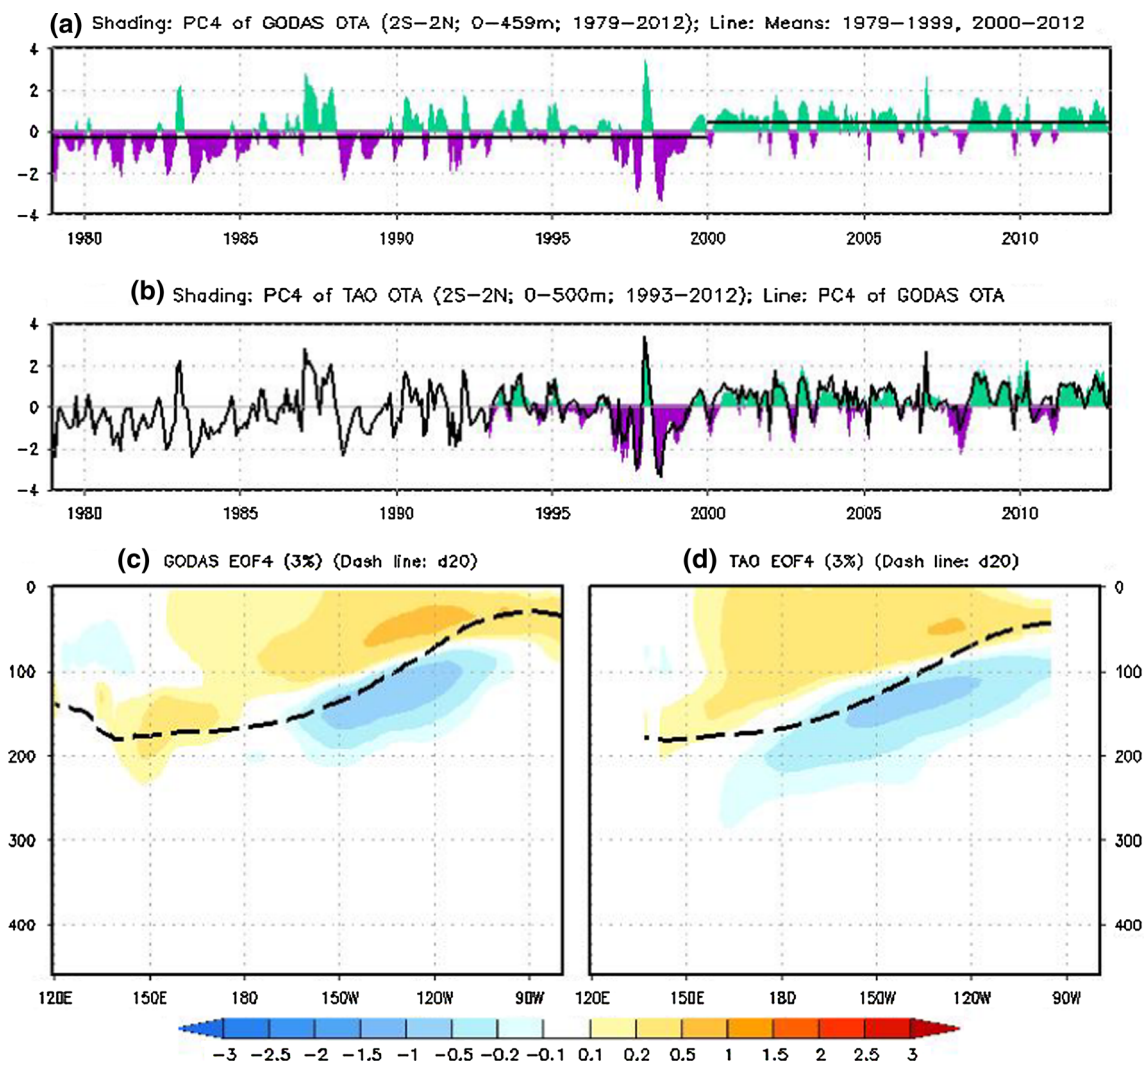 (a) Shading: PC4 of GODAS OTA (2S-2N; 0-459m; 1979-2012); Line: Means: 1979-1999, 2000-2012
4
2
0
-2
-4
1980 1985 1990 1995 2000 2005 2010
(b) Shading: PC4 of TAO OTA (2S-2N; 0-500m; 1993-2012); Line: PC4 of GODAS OTA
4
2
0
-2
-4
1980 1985 1990 1995 2000 2005 2010
(c) GODAS EOF4 (3%) (Dash line: d20)
0
100
200
300
400
120E 150E 180 150W 120W 90W
(d) TAO EOF4 (3%) (Dash line: d20)
0
100
200
300
400
120E 150E 180 150W 120W 90W
-3 -2.5 -2 -1.5 -1 -0.5 -0.2 -0.1 0.1 0.2 0.5 1 1.5 2 2.5 3